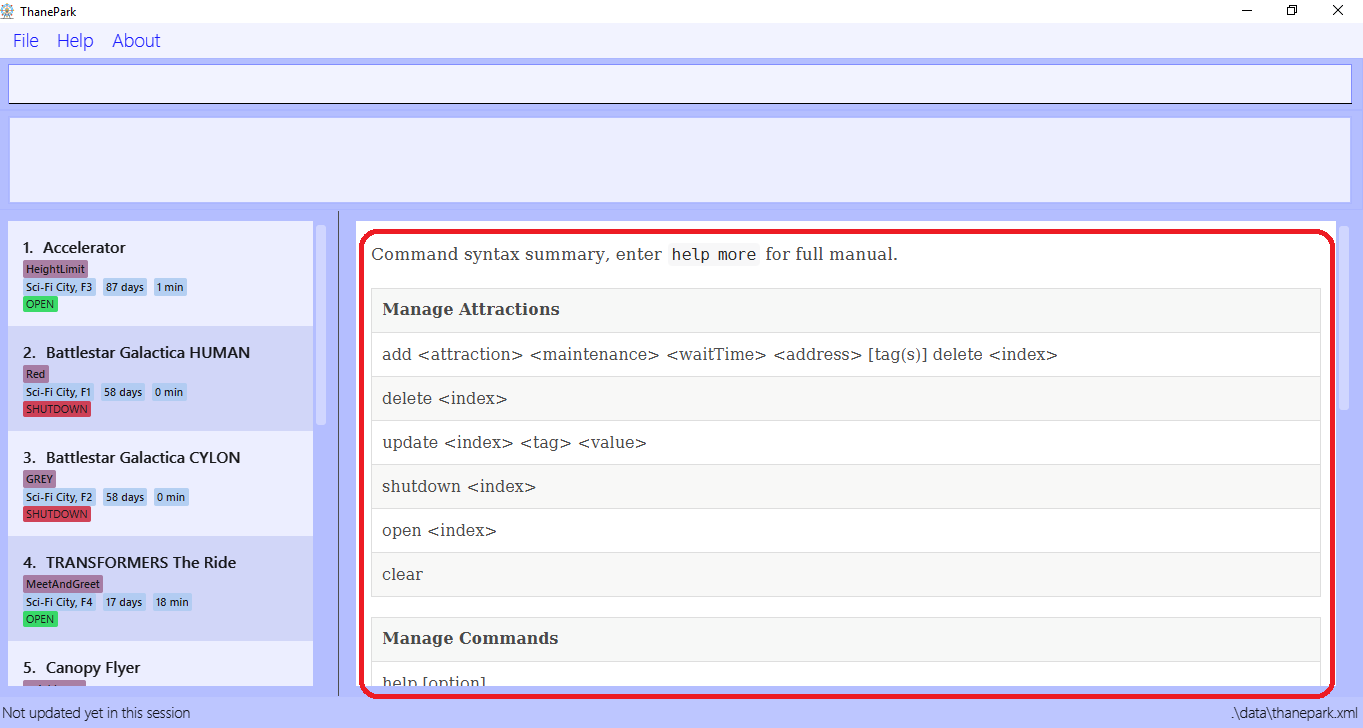 ThanePark
File Help About
1. Accelerator
HeightLimit
Sci-Fi City, F3 87 days 1 min
OPEN
2. Battlestar Galactica HUMAN
Red
Sci-Fi City, F1 58 days 0 min
SHUTDOWN
3. Battlestar Galactica CYLON
GREY
Sci-Fi City, F2 58 days 0 min
SHUTDOWN
4. TRANSFORMERS The Ride
MeetAndGreet
Sci-Fi City, F4 17 days 18 min
OPEN
5. Canopy Flyer
Command syntax summary, enter help more for full manual.
Manage Attractions
add <attraction> <maintenance> <waitTime> <address> [tag(s)] delete <index>
delete <index>
update <index> <tag> <value>
shutdown <index>
open <index>
clear
Manage Commands
help [option]
Not updated yet in this session
.\data\thanepark.xml